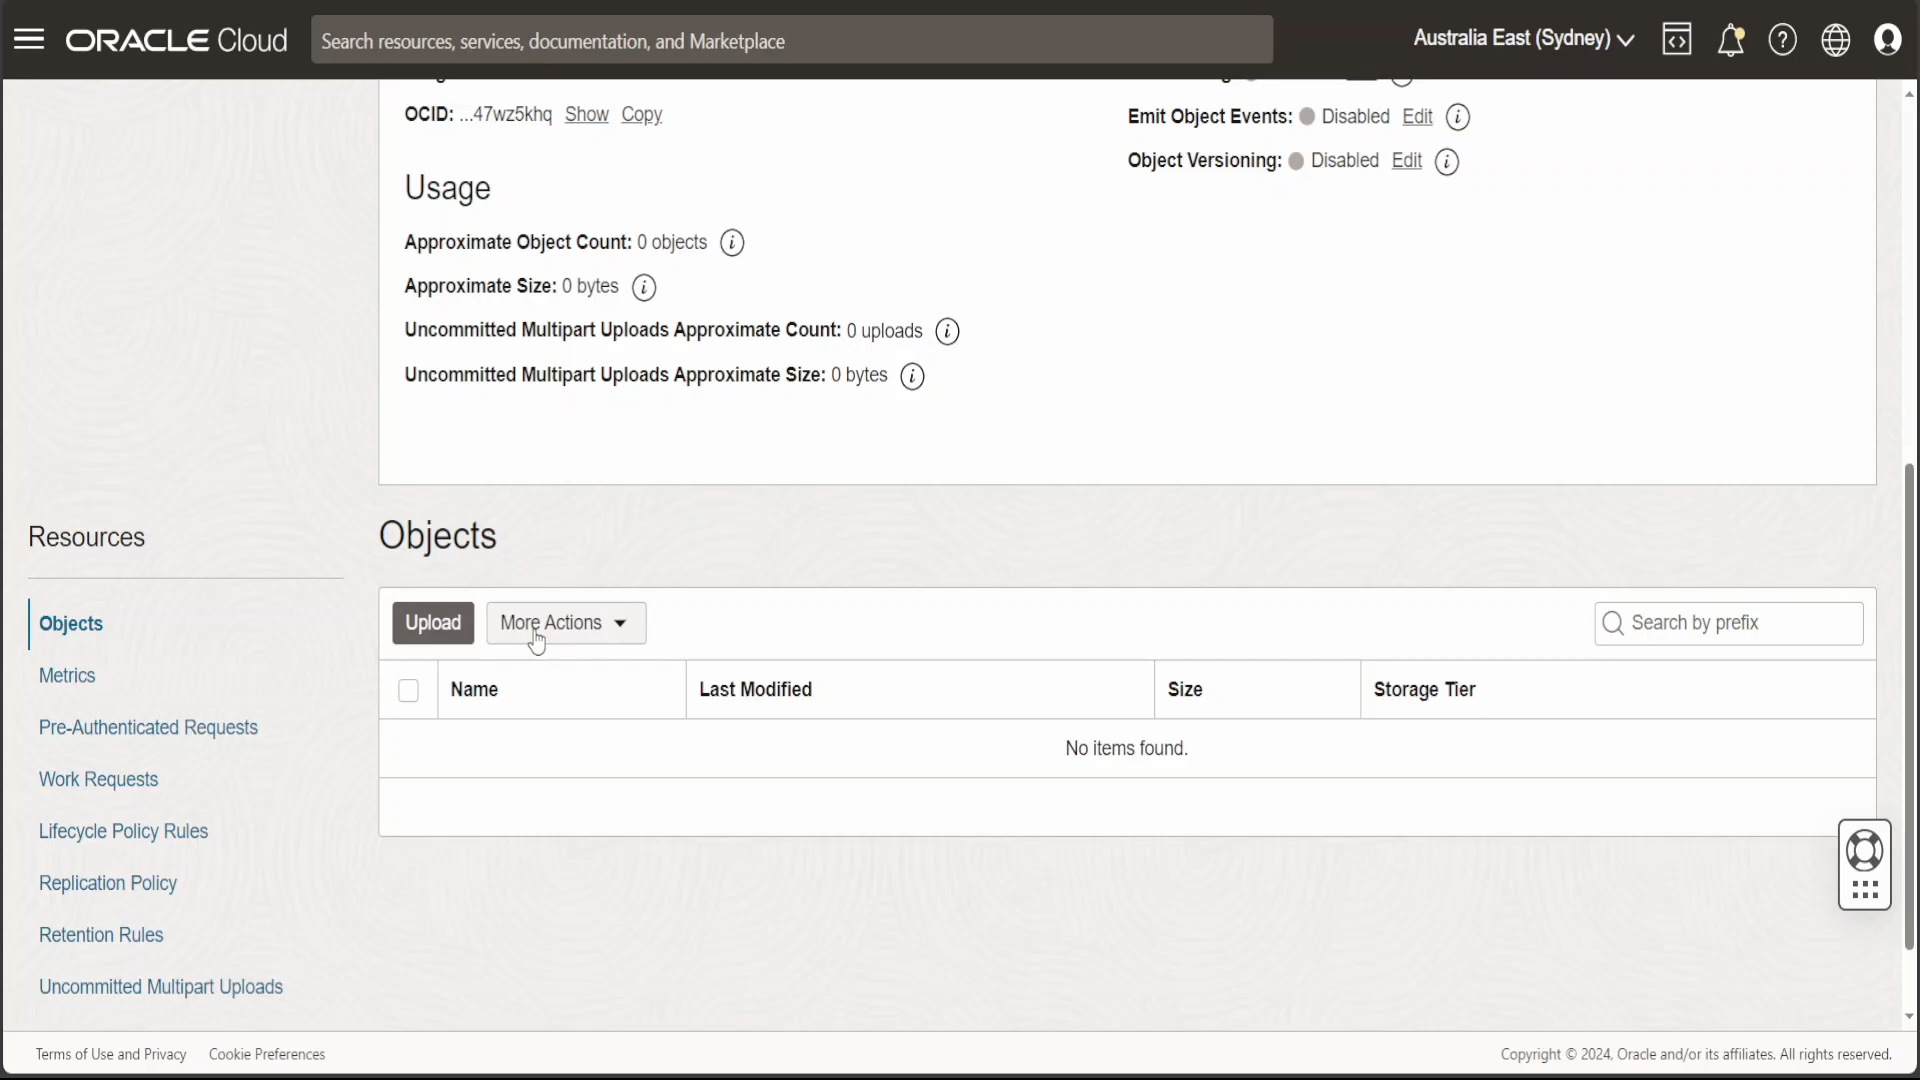 ORACLE Cloud
Search resources, services, documentation, and Marketplace
Australia East (Sydney)
OCID: ...47wz5khq Show Copy
Emit Object Events: Disabled Edit
Object Versioning: Disabled Edit
Usage
Approximate Object Count: 0 objects
Approximate Size: 0 bytes
Uncommitted Multipart Uploads Approximate Count: 0 uploads
Uncommitted Multipart Uploads Approximate Size: 0 bytes
Resources
Objects
Metrics
Pre-Authenticated Requests
Work Requests
Lifecycle Policy Rules
Replication Policy
Retention Rules
Uncommitted Multipart Uploads
Objects
Upload More Actions
Search by prefix
Name Last Modified Size Storage Tier
No items found.
Terms of Use and Privacy Cookie Preferences
Copyright © 2024, Oracle and/or its affiliates. All rights reserved.